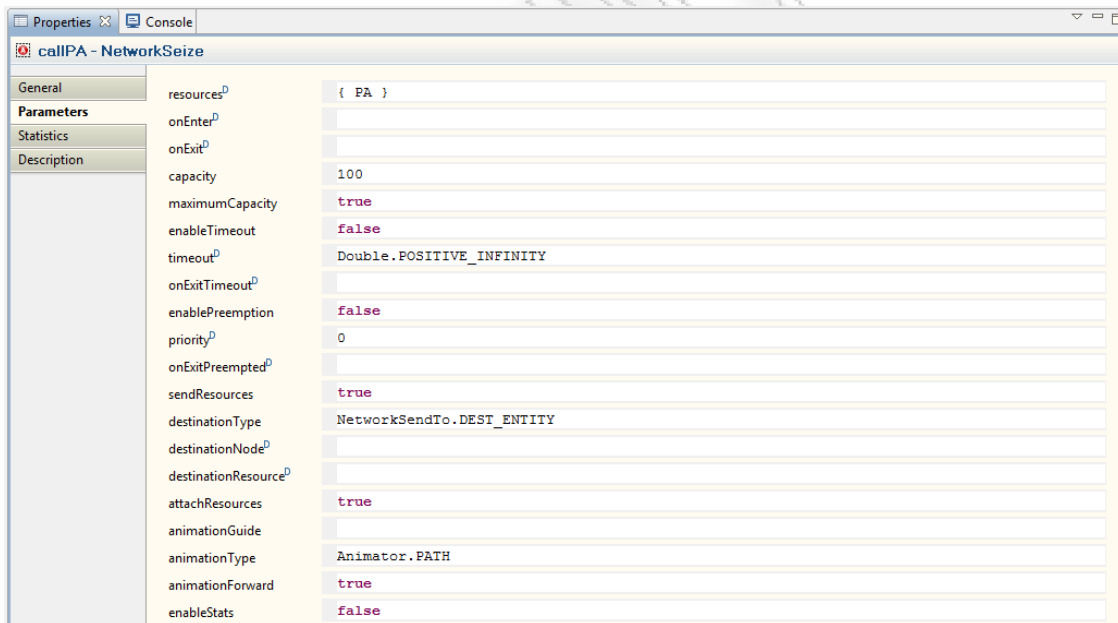 Properties Console
callPA - NetworkSeize
General
Parameters
Statistics
Description
resourcesD { PA }
onEnterD
onExitD
capacity 100
maximumCapacity true
enableTimeout false
timeoutD Double.POSITIVE_INFINITY
onExitTimeoutD
enablePreemption false
priorityD 0
onExitPreemptedD
sendResources true
destinationType NetworkSendTo.DEST_ENTITY
destinationNodeD
destinationResourceD
attachResources true
animationGuide
animationType Animator.PATH
animationForward true
enableStats false